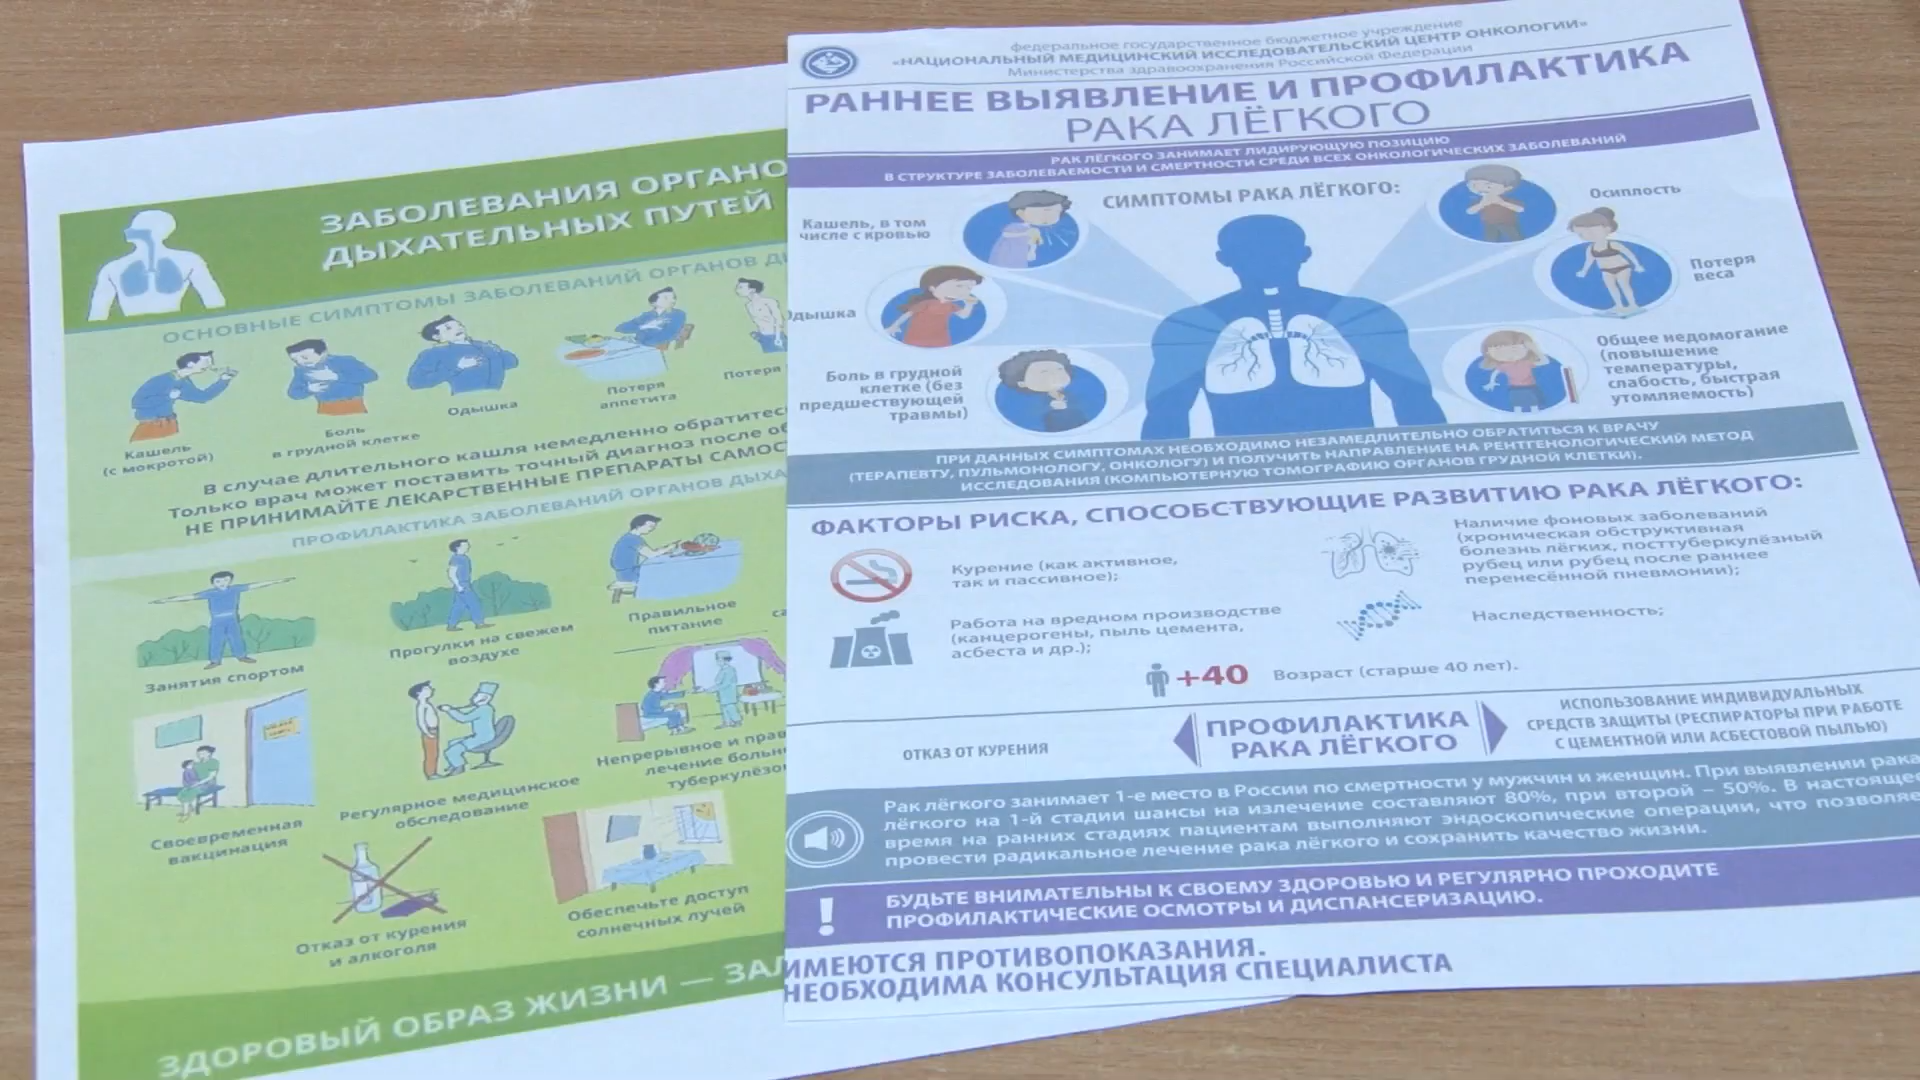 ЗАБОЛЕВАНИЯ ОРГАНО
ДЫХАТЕЛЬНЫХ ПУТЕЙ
ОСНОВНЫЕ СИМПТОМЫ ЗАБОЛЕВАНИЙ ОРГАНОВ
Кашель
(с мокротой)
Боль
в грудной клетке
Одышка
Потеря
аппетита
Потеря
В случае длительного кашля немедленно обратитес
Только врач может поставить точный диагноз после об
НЕ ПРИНИМАЙТЕ ЛЕКАРСТВЕННЫЕ ПРЕПАРАТЫ САМОС
ПРОФИЛАКТИКА ЗАБОЛЕВАНИЙ ОРГАНОВ ДЫХА
Занятия спортом
Прогулки на свежем
воздухе
Правильное
питание
Своевременная
вакцинация
Регулярное медицинское
обследование
Непрерывное и прав
лечение больн
туберкулёзо
Отказ от курения
и алкоголя
Обеспечьте доступ
солнечных лучей
ЗДОРОВЫЙ ОБРАЗ ЖИЗНИ — ЗАЛ
федеральное государственное бюджетное учреждение
«НАЦИОНАЛЬНЫЙ МЕДИЦИНСКИЙ ИССЛЕДОВАТЕЛЬСКИЙ ЦЕНТР ОНКОЛОГИИ»
Министерства здравоохранения Российской Федерации
РАННЕЕ ВЫЯВЛЕНИЕ И ПРОФИЛАКТИКА
РАКА ЛЁГКОГО
РАК ЛЁГКОГО ЗАНИМАЕТ ЛИДИРУЮЩУЮ ПОЗИЦИЮ
В СТРУКТУРЕ ЗАБОЛЕВАЕМОСТИ И СМЕРТНОСТИ СРЕДИ ВСЕХ ОНКОЛОГИЧЕСКИХ ЗАБОЛЕВАНИЙ
СИМПТОМЫ РАКА ЛЁГКОГО:
Кашель, в том
числе с кровью
Одышка
Боль в грудной
клетке (без
предшествующей
травмы)
Осиплость
Потеря
веса
Общее недомогание
(повышение
температуры,
слабость, быстрая
утомляемость)
ПРИ ДАННЫХ СИМПТОМАХ НЕОБХОДИМО НЕЗАМЕДЛИТЕЛЬНО ОБРАТИТЬСЯ К ВРАЧУ
(ТЕРАПЕВТУ, ПУЛЬМОНОЛОГУ, ОНКОЛОГУ) И ПОЛУЧИТЬ НАПРАВЛЕНИЕ НА РЕНТГЕНОЛОГИЧЕСКИЙ МЕТОД
ИССЛЕДОВАНИЯ (КОМПЬЮТЕРНУЮ ТОМОГРАФИЮ ОРГАНОВ ГРУДНОЙ КЛЕТКИ).
ФАКТОРЫ РИСКА, СПОСОБСТВУЮЩИЕ РАЗВИТИЮ РАКА ЛЁГКОГО:
Курение (как активное,
так и пассивное);
Работа на вредном производстве
(канцерогены, пыль цемента,
асбеста и др.);
Наличие фоновых заболеваний
(хроническая обструктивная
болезнь лёгких, посттуберкулёзный
рубец или рубец после раннее
перенесённой пневмонии);
Наследственность;
+40 Возраст (старше 40 лет).
ОТКАЗ ОТ КУРЕНИЯ
ПРОФИЛАКТИКА
РАКА ЛЁГКОГО
ИСПОЛЬЗОВАНИЕ ИНДИВИДУАЛЬНЫХ
СРЕДСТВ ЗАЩИТЫ (РЕСПИРАТОРЫ ПРИ РАБОТЕ
С ЦЕМЕНТНОЙ ИЛИ АСБЕСТОВОЙ ПЫЛЬЮ)
Рак лёгкого занимает 1-е место в России по смертности у мужчин и женщин. При выявлении рака
лёгкого на 1-й стадии шансы на излечение составляют 80%, при второй – 50%. В настоящее
время на ранних стадиях пациентам выполняют эндоскопические операции, что позволяе
провести радикальное лечение рака лёгкого и сохранить качество жизни.
! БУДЬТЕ ВНИМАТЕЛЬНЫ К СВОЕМУ ЗДОРОВЬЮ И РЕГУЛЯРНО ПРОХОДИТЕ
ПРОФИЛАКТИЧЕСКИЕ ОСМОТРЫ И ДИСПАНСЕРИЗАЦИЮ.
ИМЕЮТСЯ ПРОТИВОПОКАЗАНИЯ.
НЕОБХОДИМА КОНСУЛЬТАЦИЯ СПЕЦИАЛИСТА